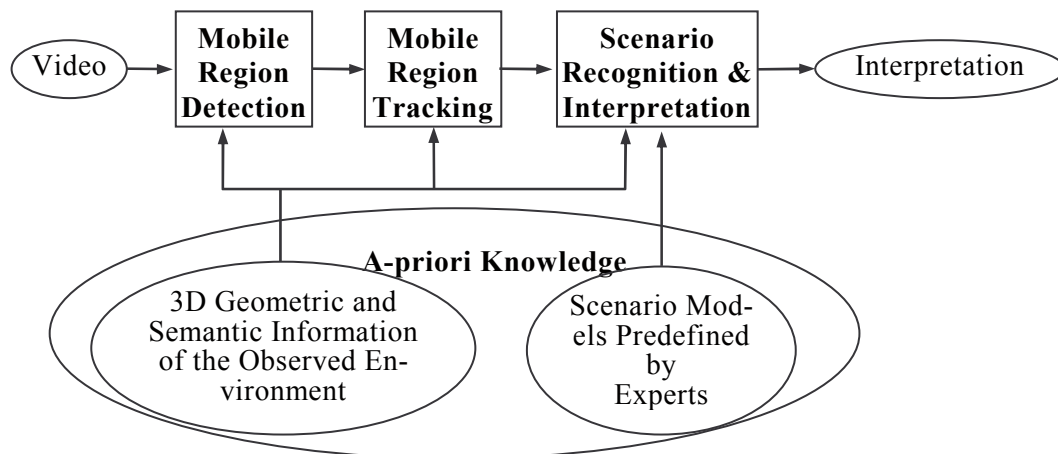 Video
Mobile
Region
Detection
Mobile
Region
Tracking
Scenario
Recognition &
Interpretation
Interpretation
A-priori Knowledge
3D Geometric and
Semantic Information
of the Observed En-
vironment
Scenario Mod-
els Predefined
by
Experts